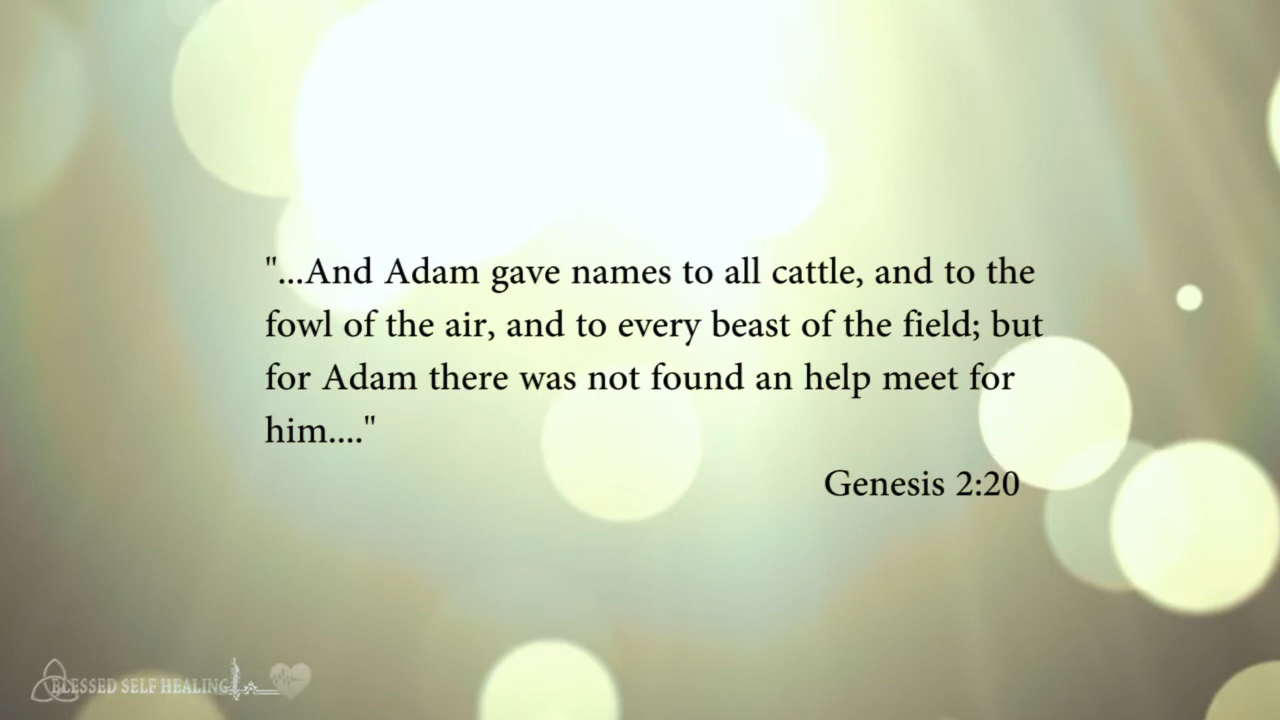 "...And Adam gave names to all cattle, and to the
fowl of the air, and to every beast of the field; but
for Adam there was not found an help meet for
him...."
Genesis 2:20
BLESSED SELF HEALING